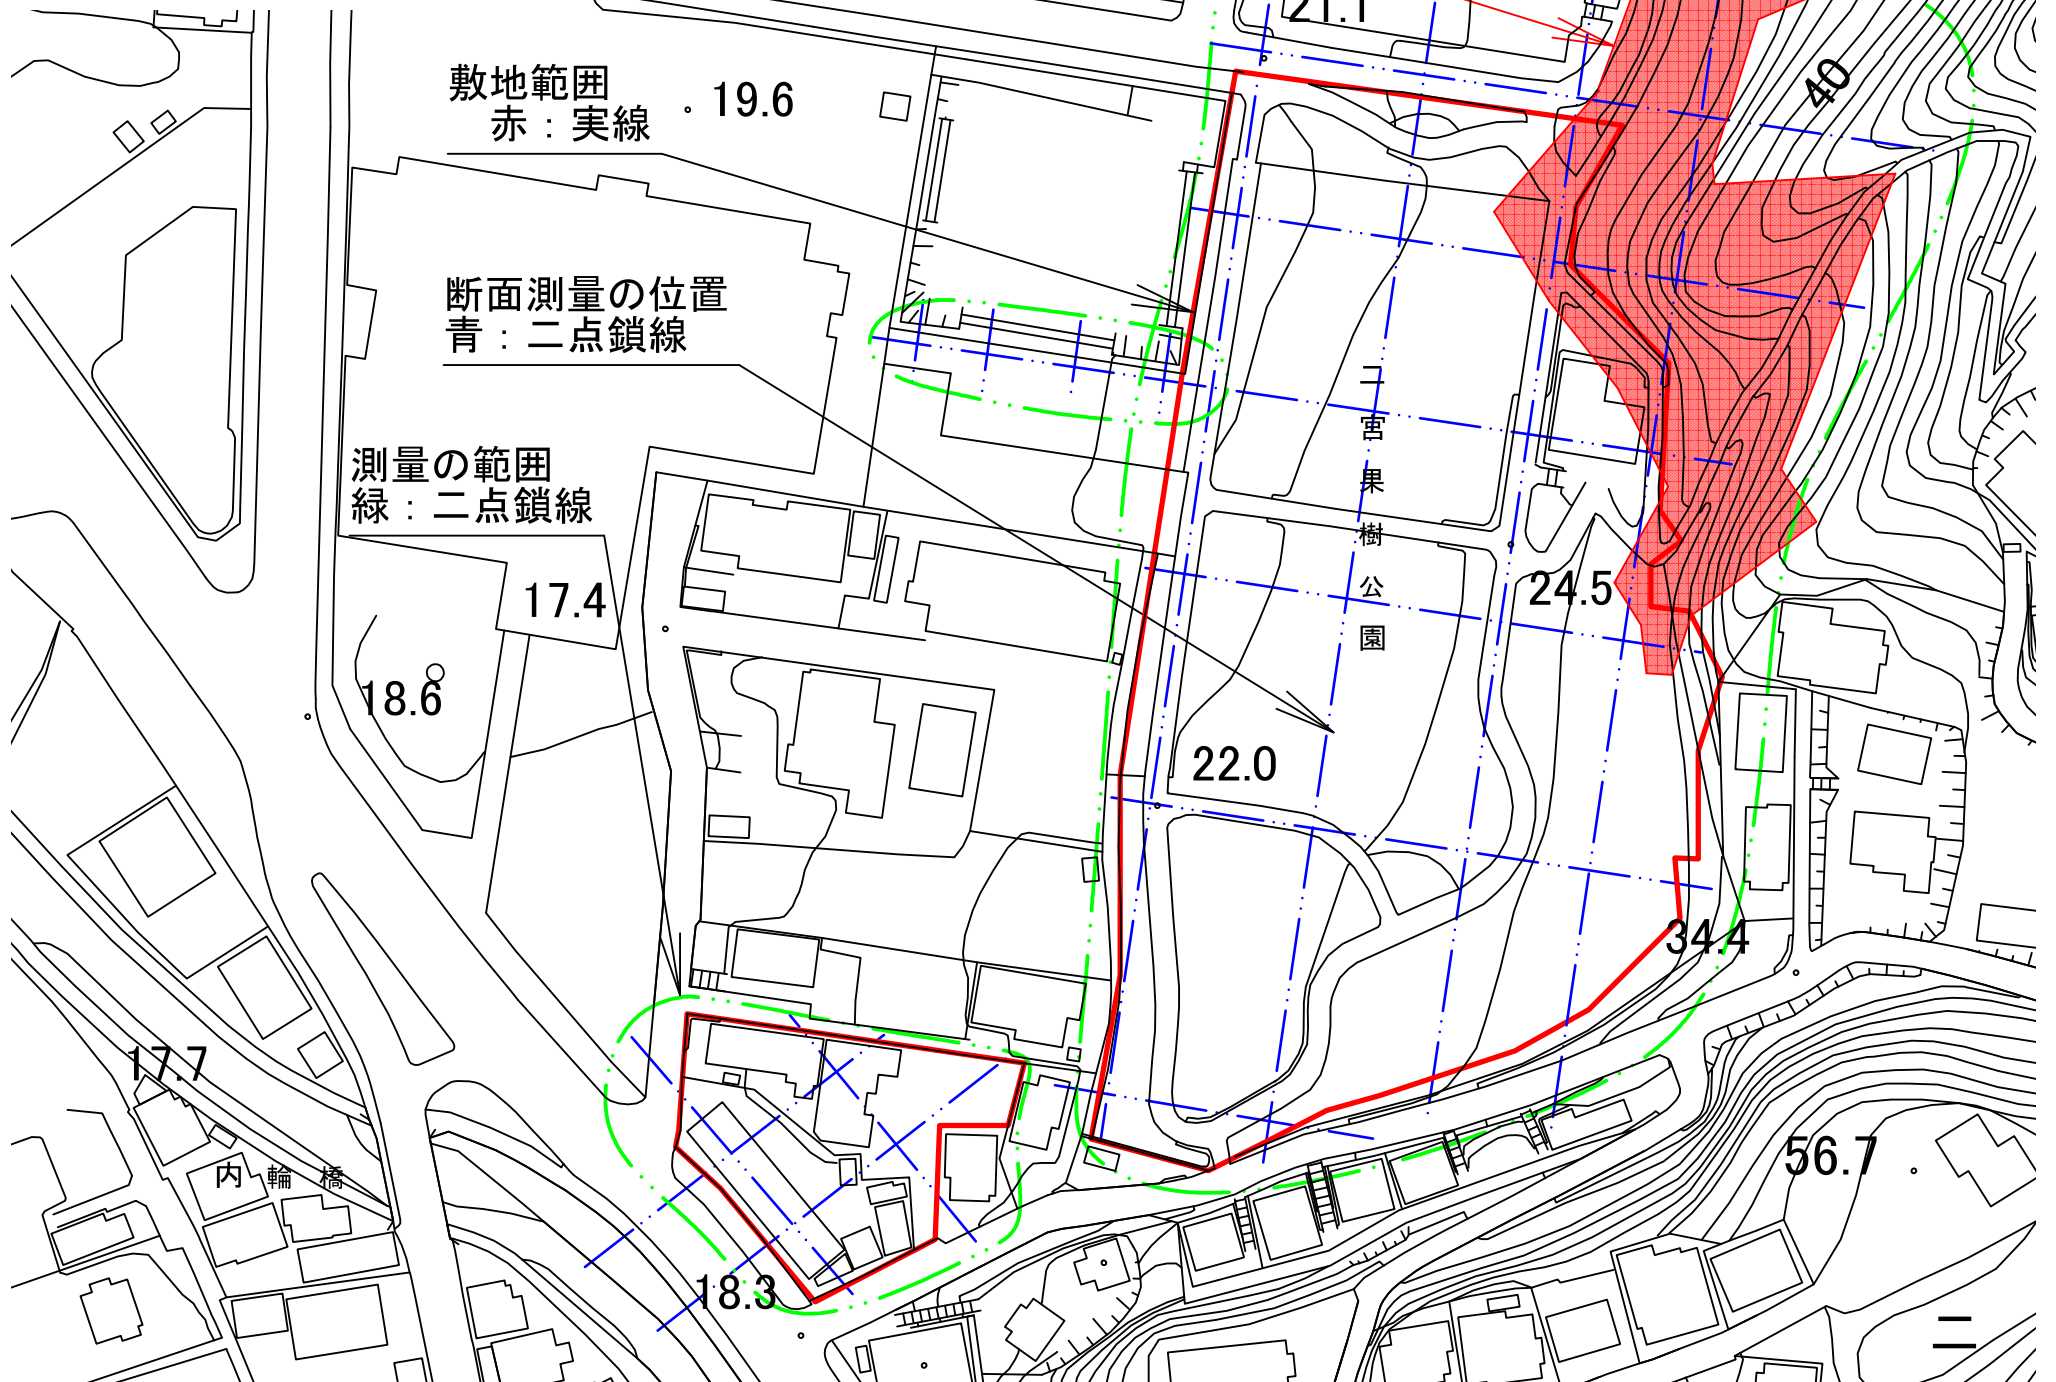 21.1
敷地範囲
赤：実線
19.6
40
断面測量の位置
青：二点鎖線
二宮果樹公園
測量の範囲
緑：二点鎖線
17.4
24.5
18.6
22.0
34.4
17.7
内輪橋
56.7
18.3
二